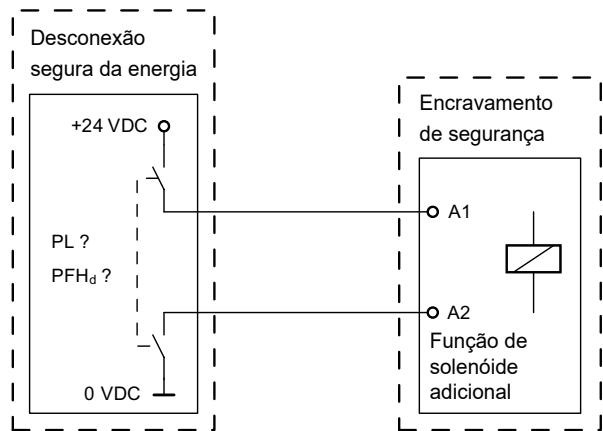 Desconexão
segura da energia
+24 VDC
PL ?
PFHd ?
0 VDC
Encravamento
de segurança
A1
A2
Função de
solenóide
adicional